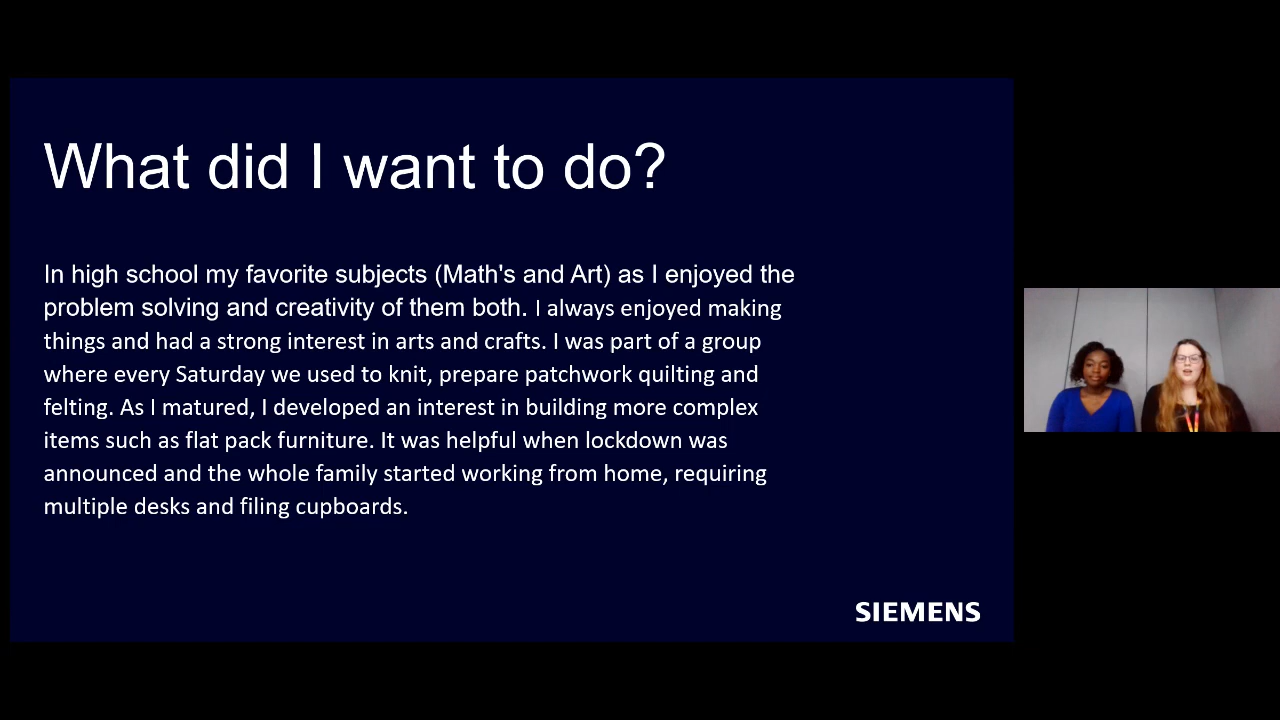 What did I want to do?
In high school my favorite subjects (Math's and Art) as I enjoyed the
problem solving and creativity of them both. I always enjoyed making
things and had a strong interest in arts and crafts. I was part of a group
where every Saturday we used to knit, prepare patchwork quilting and
felting. As I matured, I developed an interest in building more complex
items such as flat pack furniture. It was helpful when lockdown was
announced and the whole family started working from home, requiring
multiple desks and filing cupboards.
SIEMENS